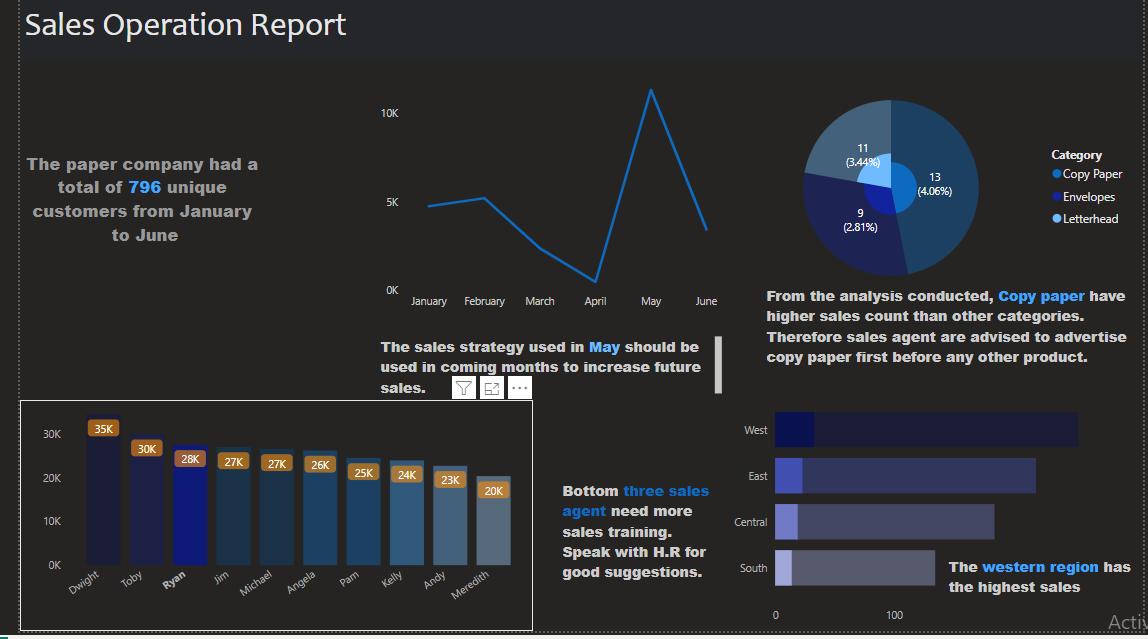 Sales Operation Report
The paper company had a
total of 796 unique
customers from January
to June
10K
5K
0K
January February March April May June
The sales strategy used in May should be
used in coming months to increase future
sales.
11
(3.44%)
13
(4.06%)
9
(2.81%)
Category
Copy Paper
Envelopes
Letterhead
From the analysis conducted, Copy paper have
higher sales count than other categories.
Therefore sales agent are advised to advertise
copy paper first before any other product.
30K
20K
10K
0K
35K 30K 28K 27K 27K 26K 25K 24K 23K 20K
Dwight Toby Ryan Jim Michael Angela Pam Kelly Andy Meredith
Bottom three sales
agent need more
sales training.
Speak with H.R for
good suggestions.
West
East
Central
South
0 100
The western region has
the highest sales